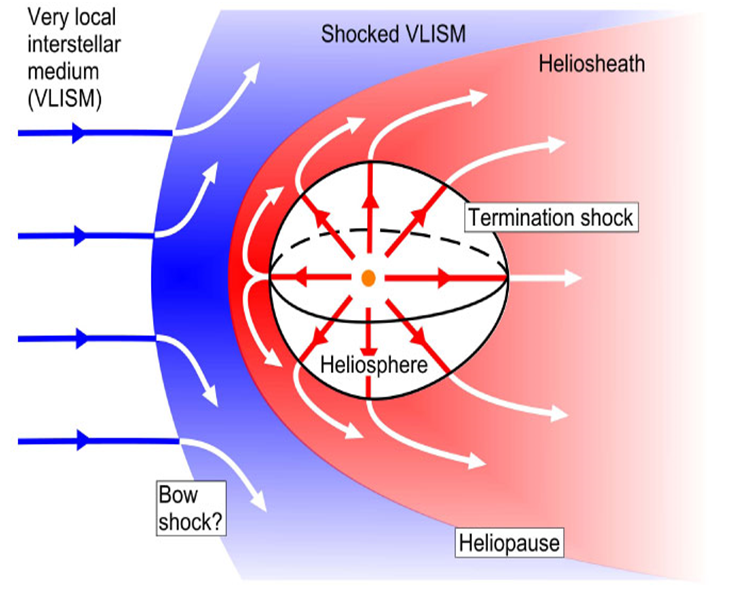 Very local
interstellar
medium
(VLISM)
Shocked VLISM
Heliosheath
Termination shock
Heliosphere
Bow
shock?
Heliopause